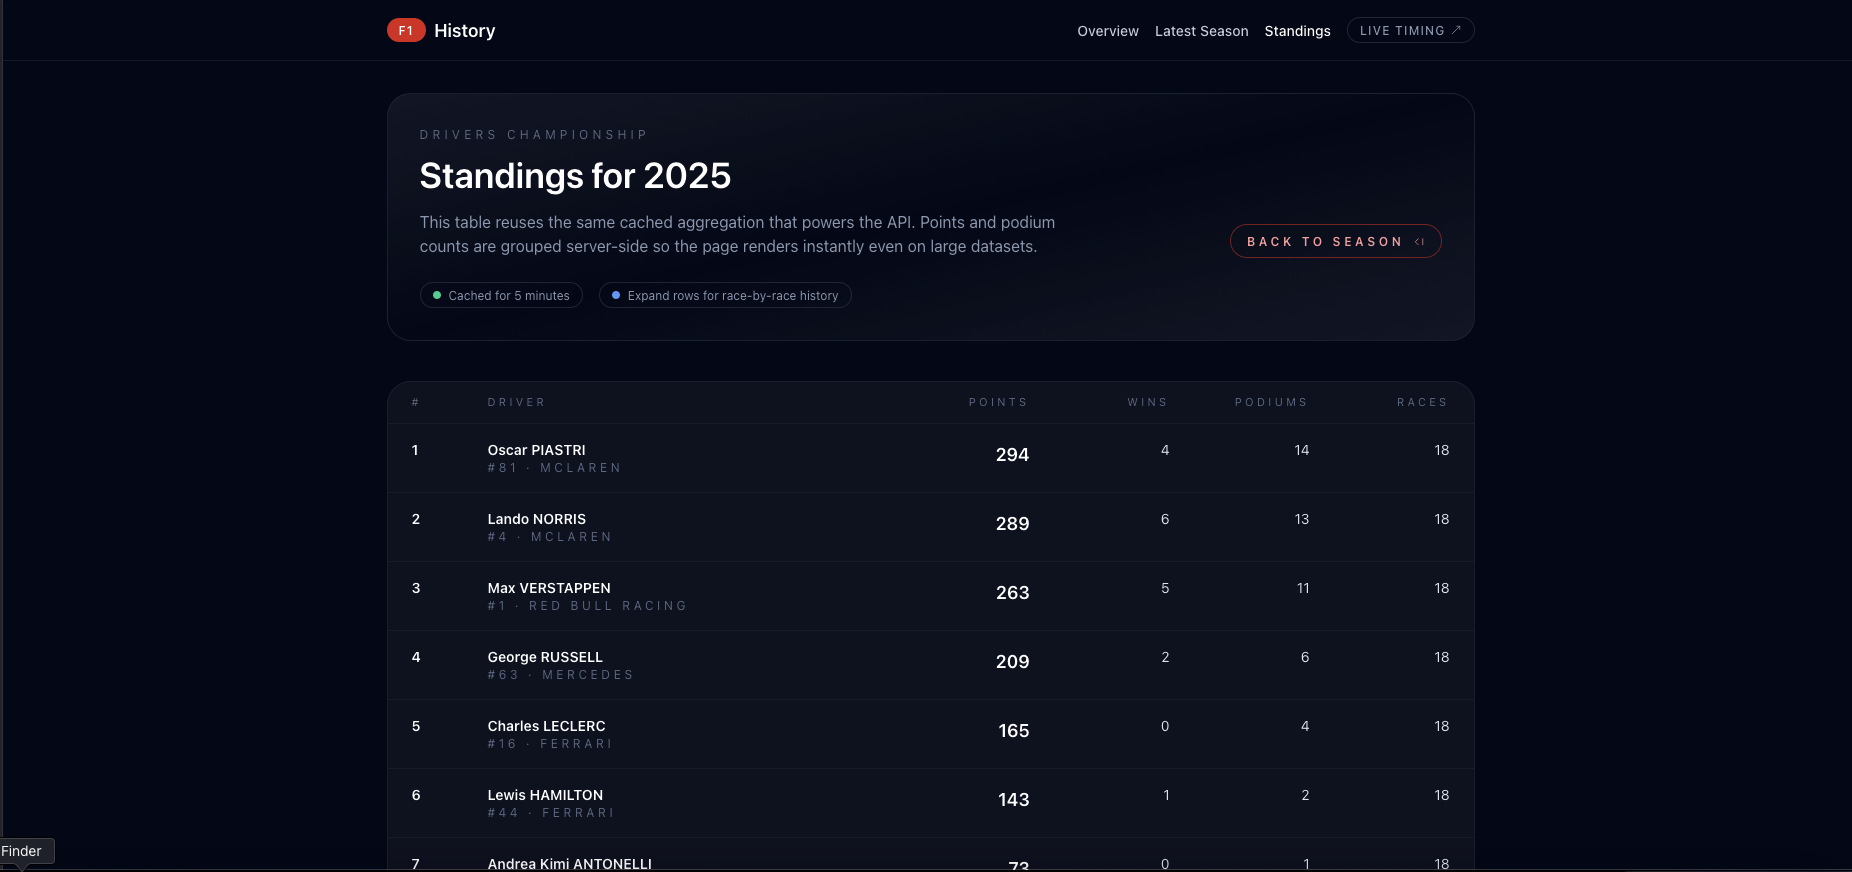 F1 History
Overview Latest Season Standings LIVE TIMING ↗
DRIVERS CHAMPIONSHIP
Standings for 2025
This table reuses the same cached aggregation that powers the API. Points and podium
counts are grouped server-side so the page renders instantly even on large datasets.
BACK TO SEASON
Cached for 5 minutes Expand rows for race-by-race history
# DRIVER POINTS WINS PODIUMS RACES
1 Oscar PIASTRI 294 4 14 18
#81 · MCLAREN
2 Lando NORRIS 289 6 13 18
#4 · MCLAREN
3 Max VERSTAPPEN 263 5 11 18
#1 · RED BULL RACING
4 George RUSSELL 209 2 6 18
#63 · MERCEDES
5 Charles LECLERC 165 0 4 18
#16 · FERRARI
6 Lewis HAMILTON 143 1 2 18
#44 · FERRARI
7 Andrea Kimi ANTONELLI 73 0 1 18
Finder